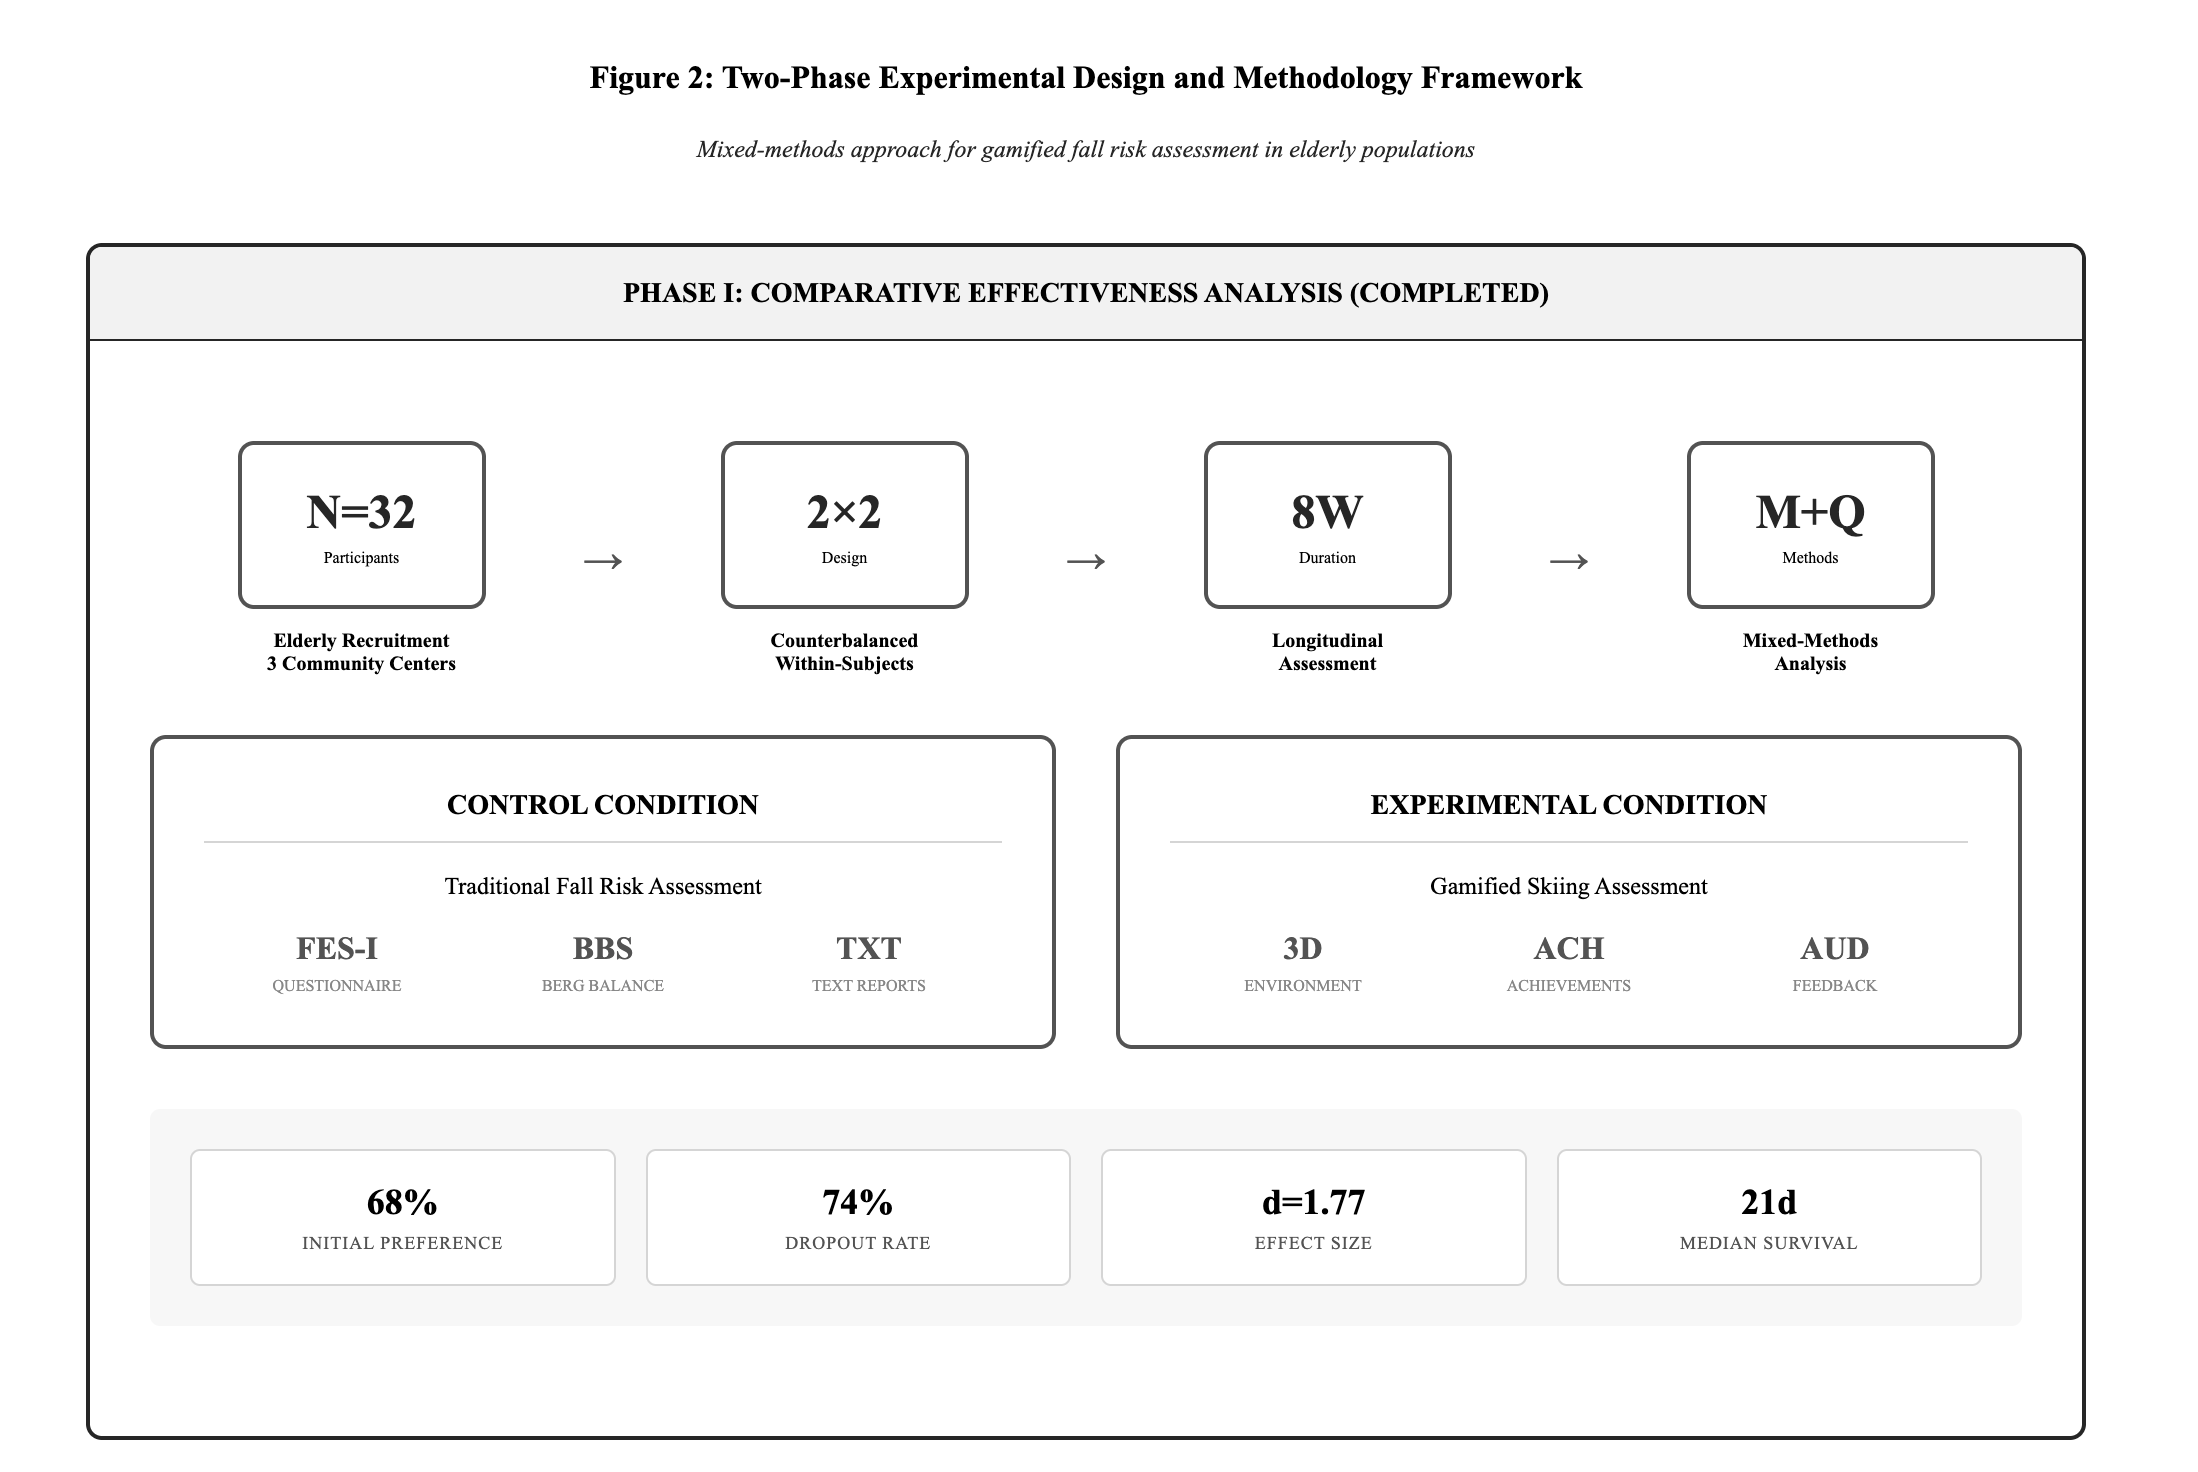 Figure 2: Two-Phase Experimental Design and Methodology Framework
Mixed-methods approach for gamified fall risk assessment in elderly populations
PHASE I: COMPARATIVE EFFECTIVENESS ANALYSIS (COMPLETED)
N=32
Participants
Elderly Recruitment
3 Community Centers
→
2×2
Design
Counterbalanced
Within-Subjects
→
8W
Duration
Longitudinal
Assessment
→
M+Q
Methods
Mixed-Methods
Analysis
CONTROL CONDITION
Traditional Fall Risk Assessment
FES-I
QUESTIONNAIRE
BBS
BERG BALANCE
TXT
TEXT REPORTS
EXPERIMENTAL CONDITION
Gamified Skiing Assessment
3D
ENVIRONMENT
ACH
ACHIEVEMENTS
AUD
FEEDBACK
68%
INITIAL PREFERENCE
74%
DROPOUT RATE
d=1.77
EFFECT SIZE
21d
MEDIAN SURVIVAL